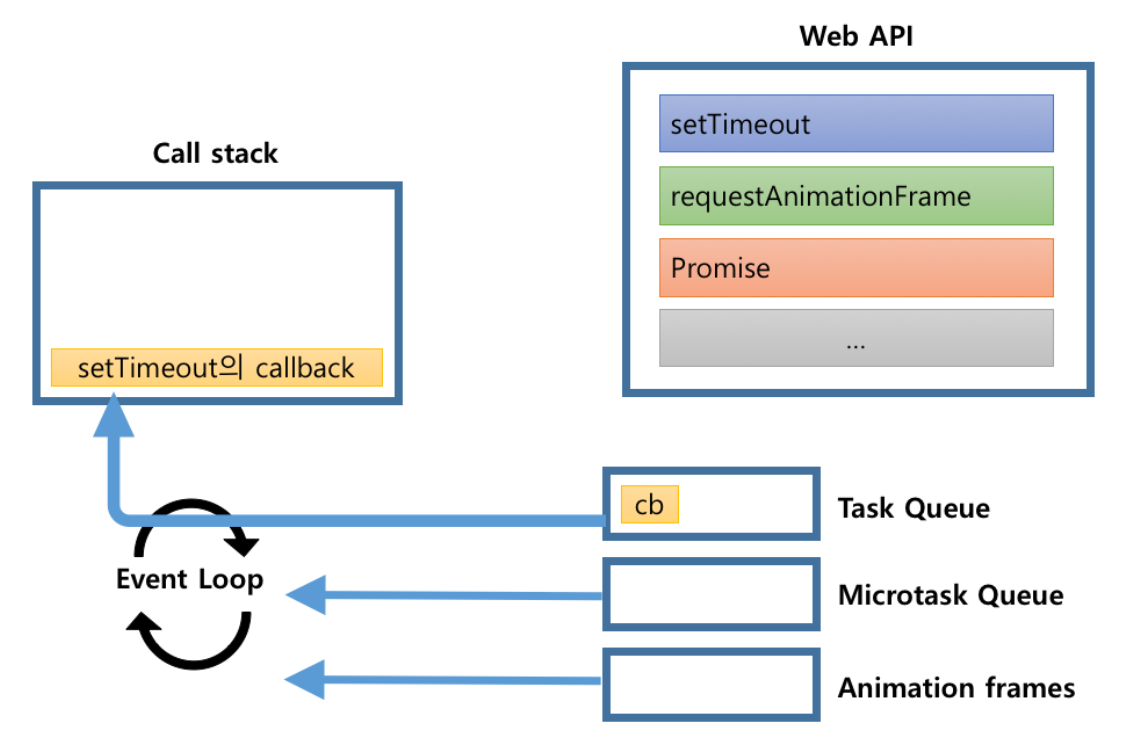 Web API
setTimeout
requestAnimationFrame
Promise
...
Call stack
setTimeout의 callback
cb
Task Queue
Event Loop
Microtask Queue
Animation frames